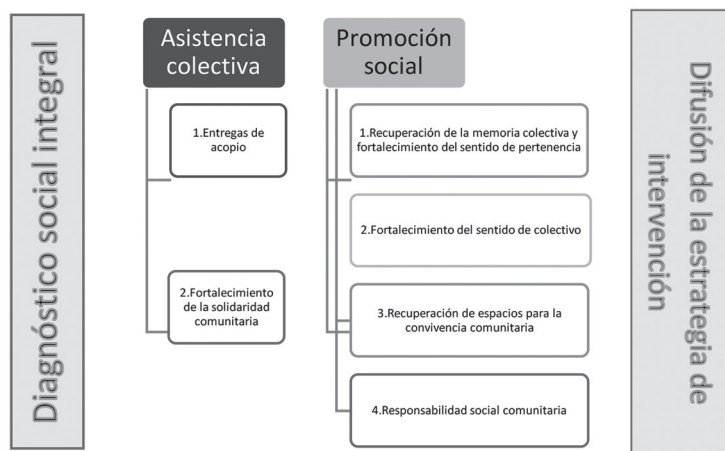 Diagnóstico social integral
Asistencia
colectiva
1.Entregas de
acopio
2.Fortalecimiento
de la solidaridad
comunitaria
Promoción
social
1.Recuperación de la memoria colectiva y
fortalecimiento del sentido de pertenencia
2.Fortalecimiento del sentido de colectivo
3.Recuperación de espacios para la
convivencia comunitaria
4.Responsabilidad social comunitaria
Difusión de la estrategia de
intervención